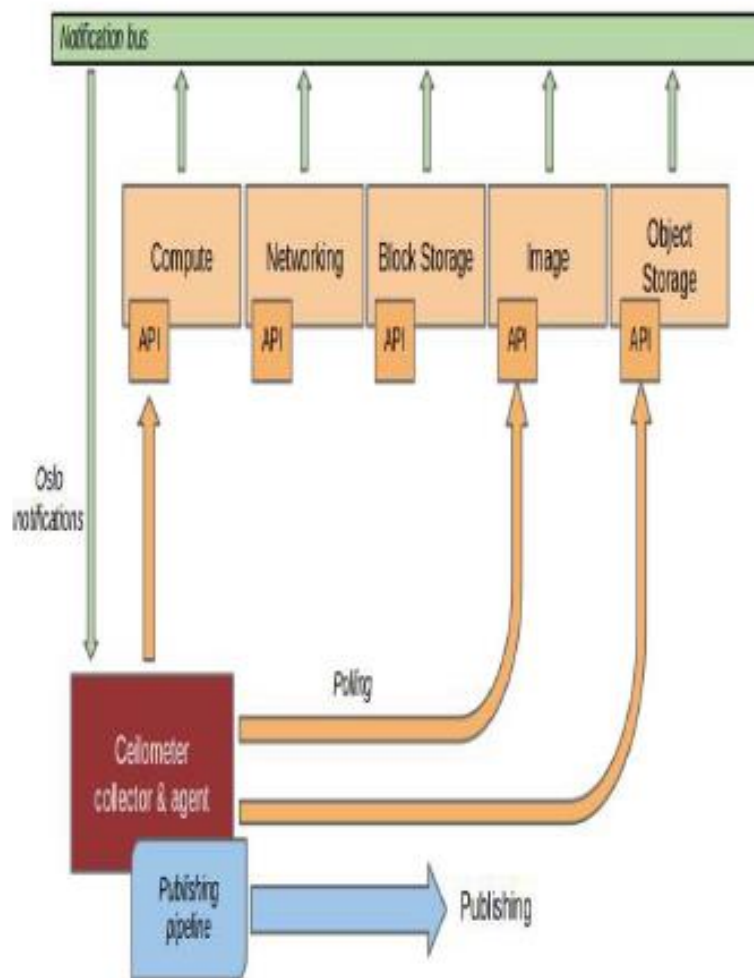 Notification bus
Compute
Networking
Block Storage
Image
Object
Storage
API
API
API
API
API
Oslo
notifications
Polling
Ceilometer
collector & agent
Publishing
pipeline
Publishing